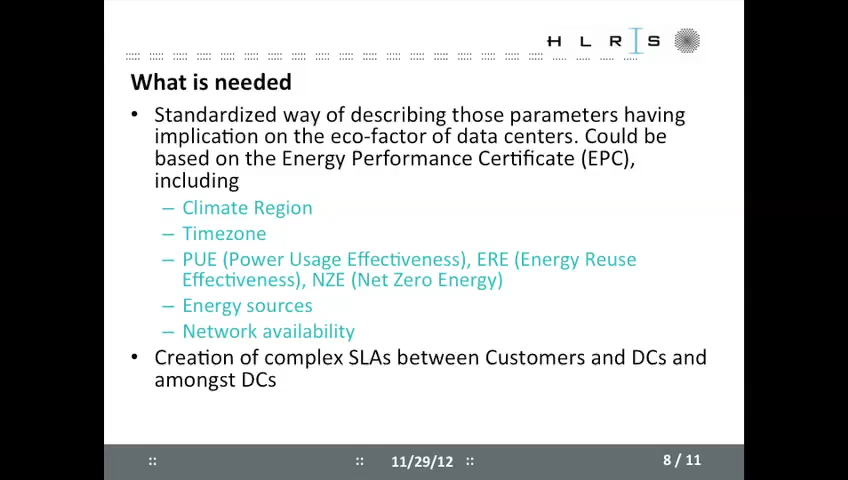 H L R I S
What is needed
• Standardized way of describing those parameters having
implication on the eco-factor of data centers. Could be
based on the Energy Performance Certificate (EPC),
including
– Climate Region
– Timezone
– PUE (Power Usage Effectiveness), ERE (Energy Reuse
Effectiveness), NZE (Net Zero Energy)
– Energy sources
– Network availability
• Creation of complex SLAs between Customers and DCs and
amongst DCs
:: :: 11/29/12 :: 8 / 11